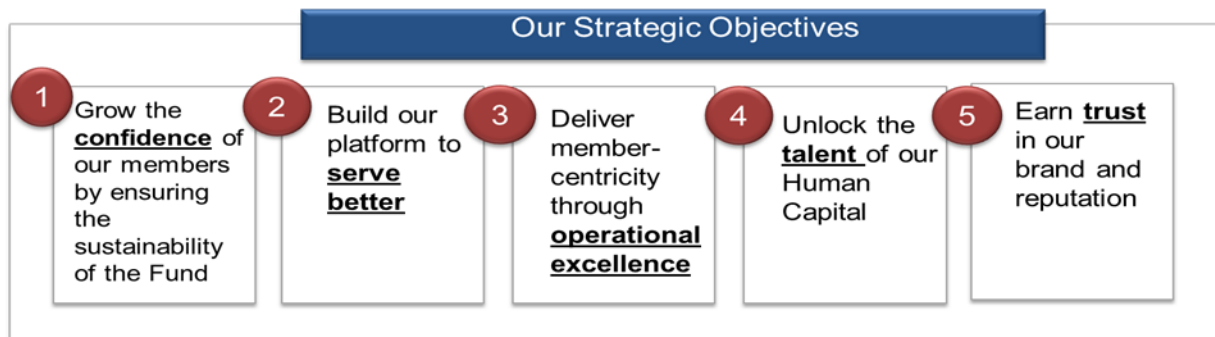 Our Strategic Objectives
1
Grow the
confidence of
our members
by ensuring
the
sustainability
of the Fund
2
Build our
platform to
serve
better
3
Deliver
member-
centricity
through
operational
excellence
4
Unlock the
talent of our
Human
Capital
5
Earn trust
in our
brand and
reputation